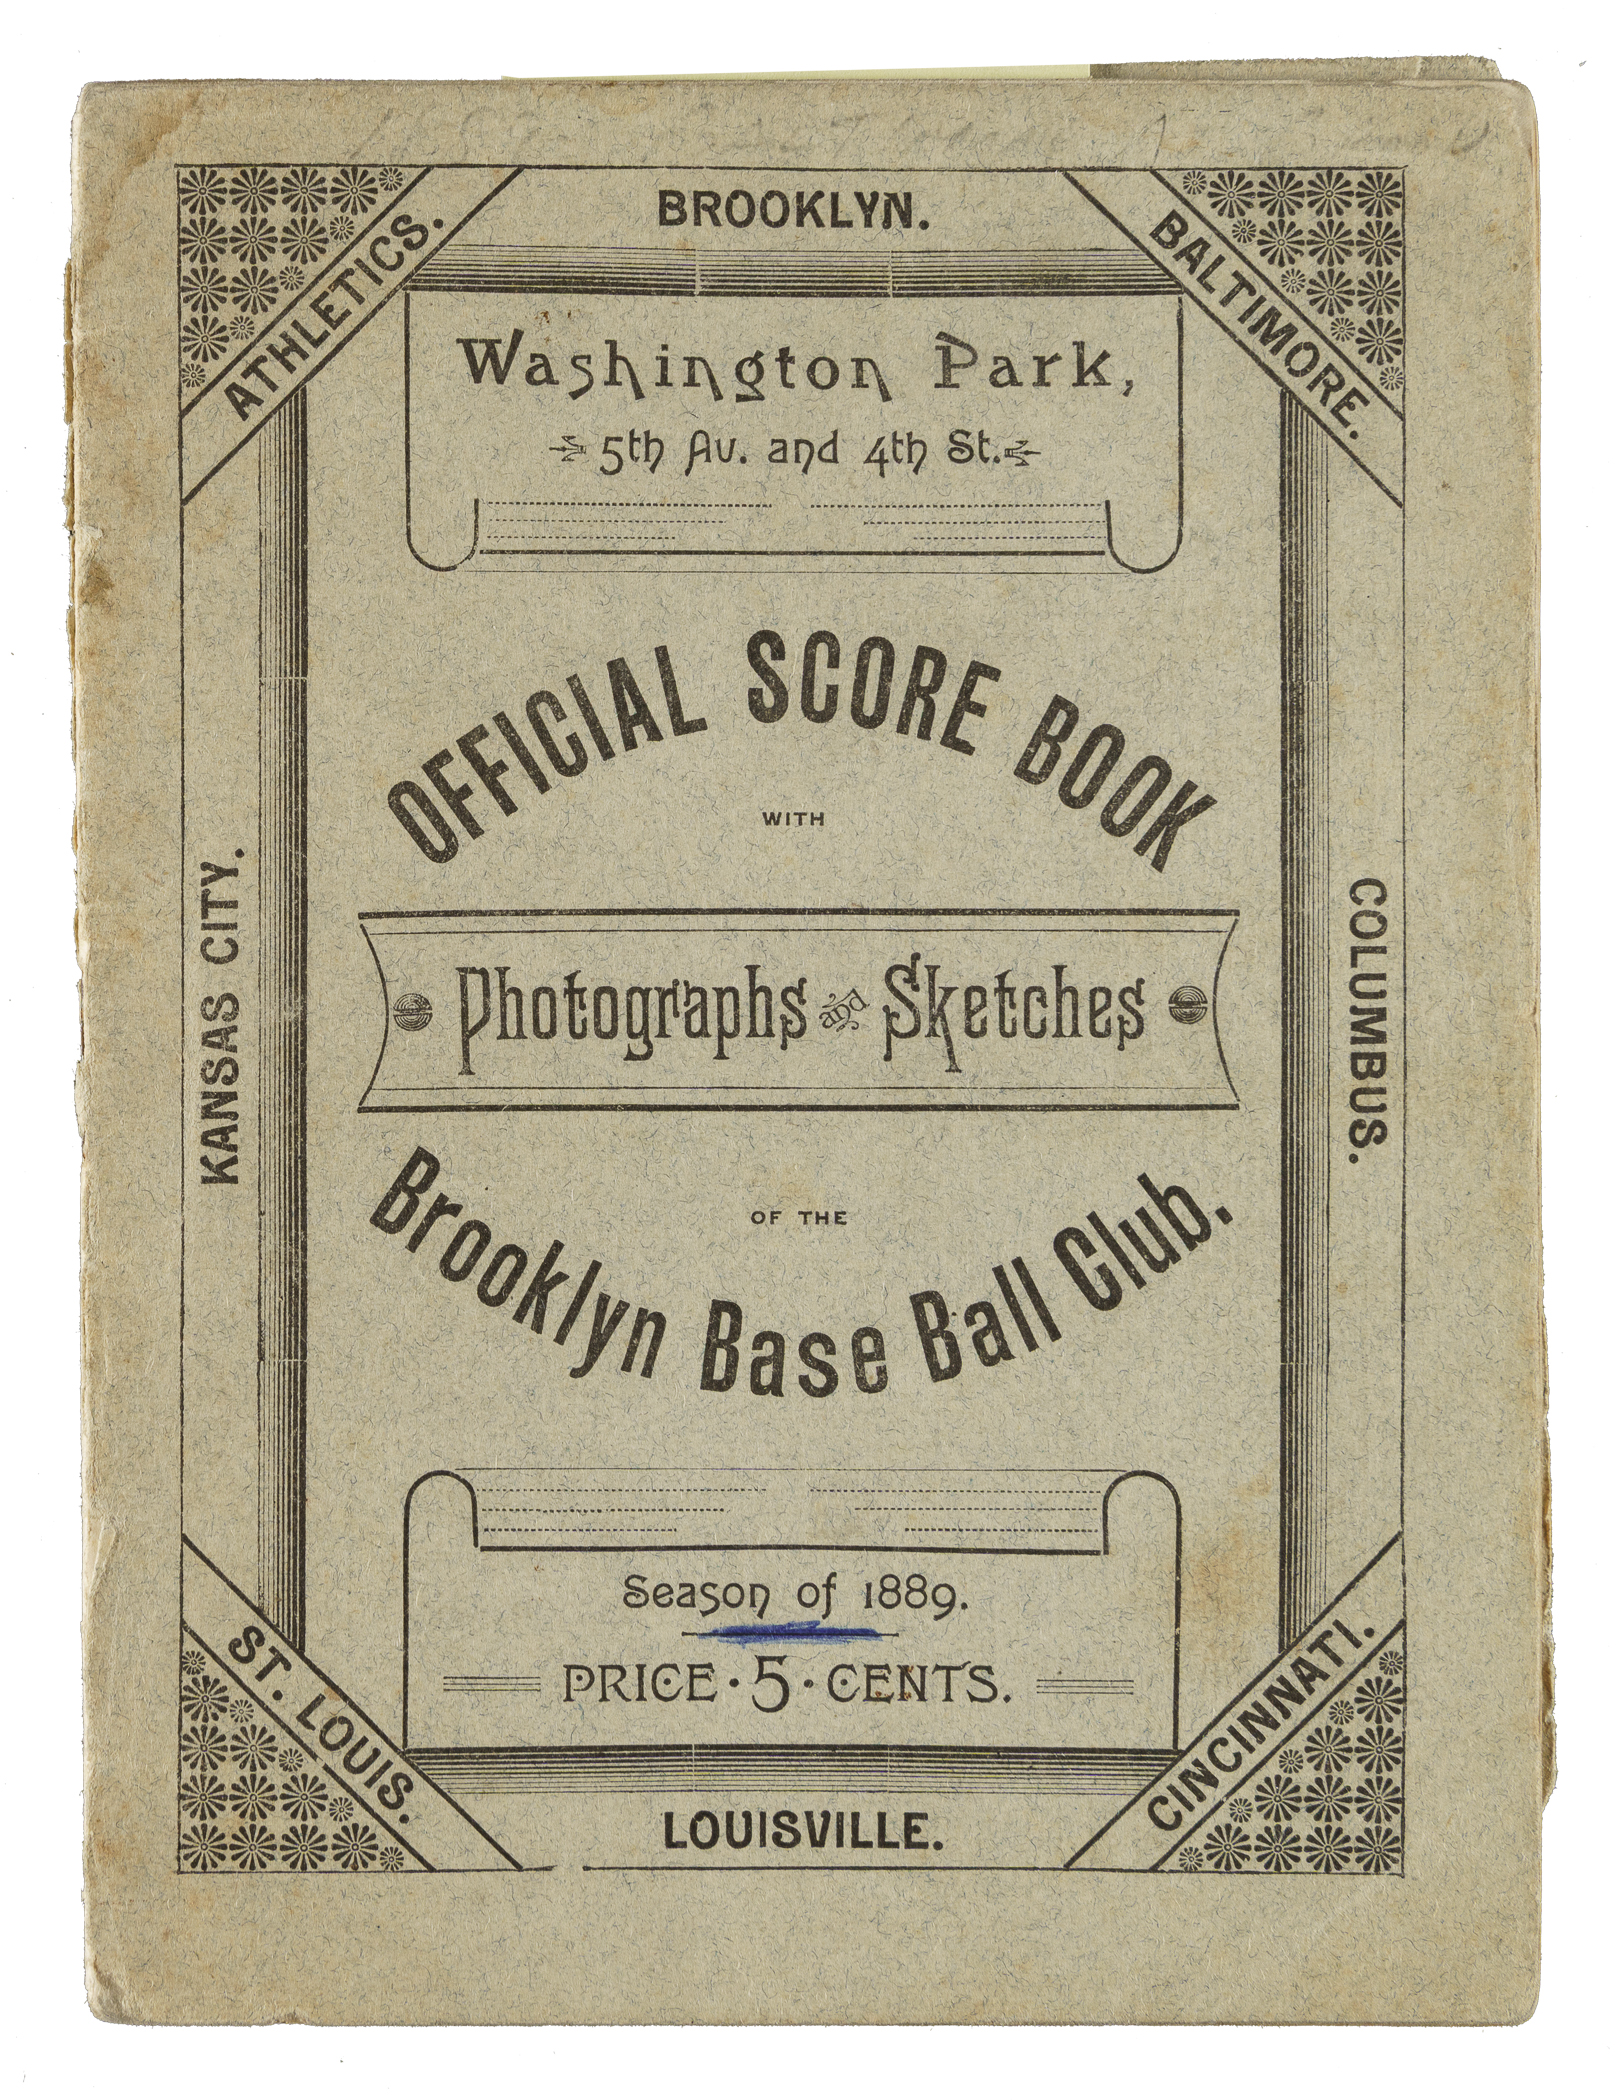 BROOKLYN.
ATHLETICS.
BALTIMORE.
Washington Park,
5th Av. and 4th St.
OFFICIAL SCORE BOOK
WITH
Photographs and Sketches
OF THE
Brooklyn Base Ball Club.
KANSAS CITY.
COLUMBUS.
Season of 1889.
PRICE · 5 · CENTS.
ST. LOUIS.
CINCINNATI.
LOUISVILLE.